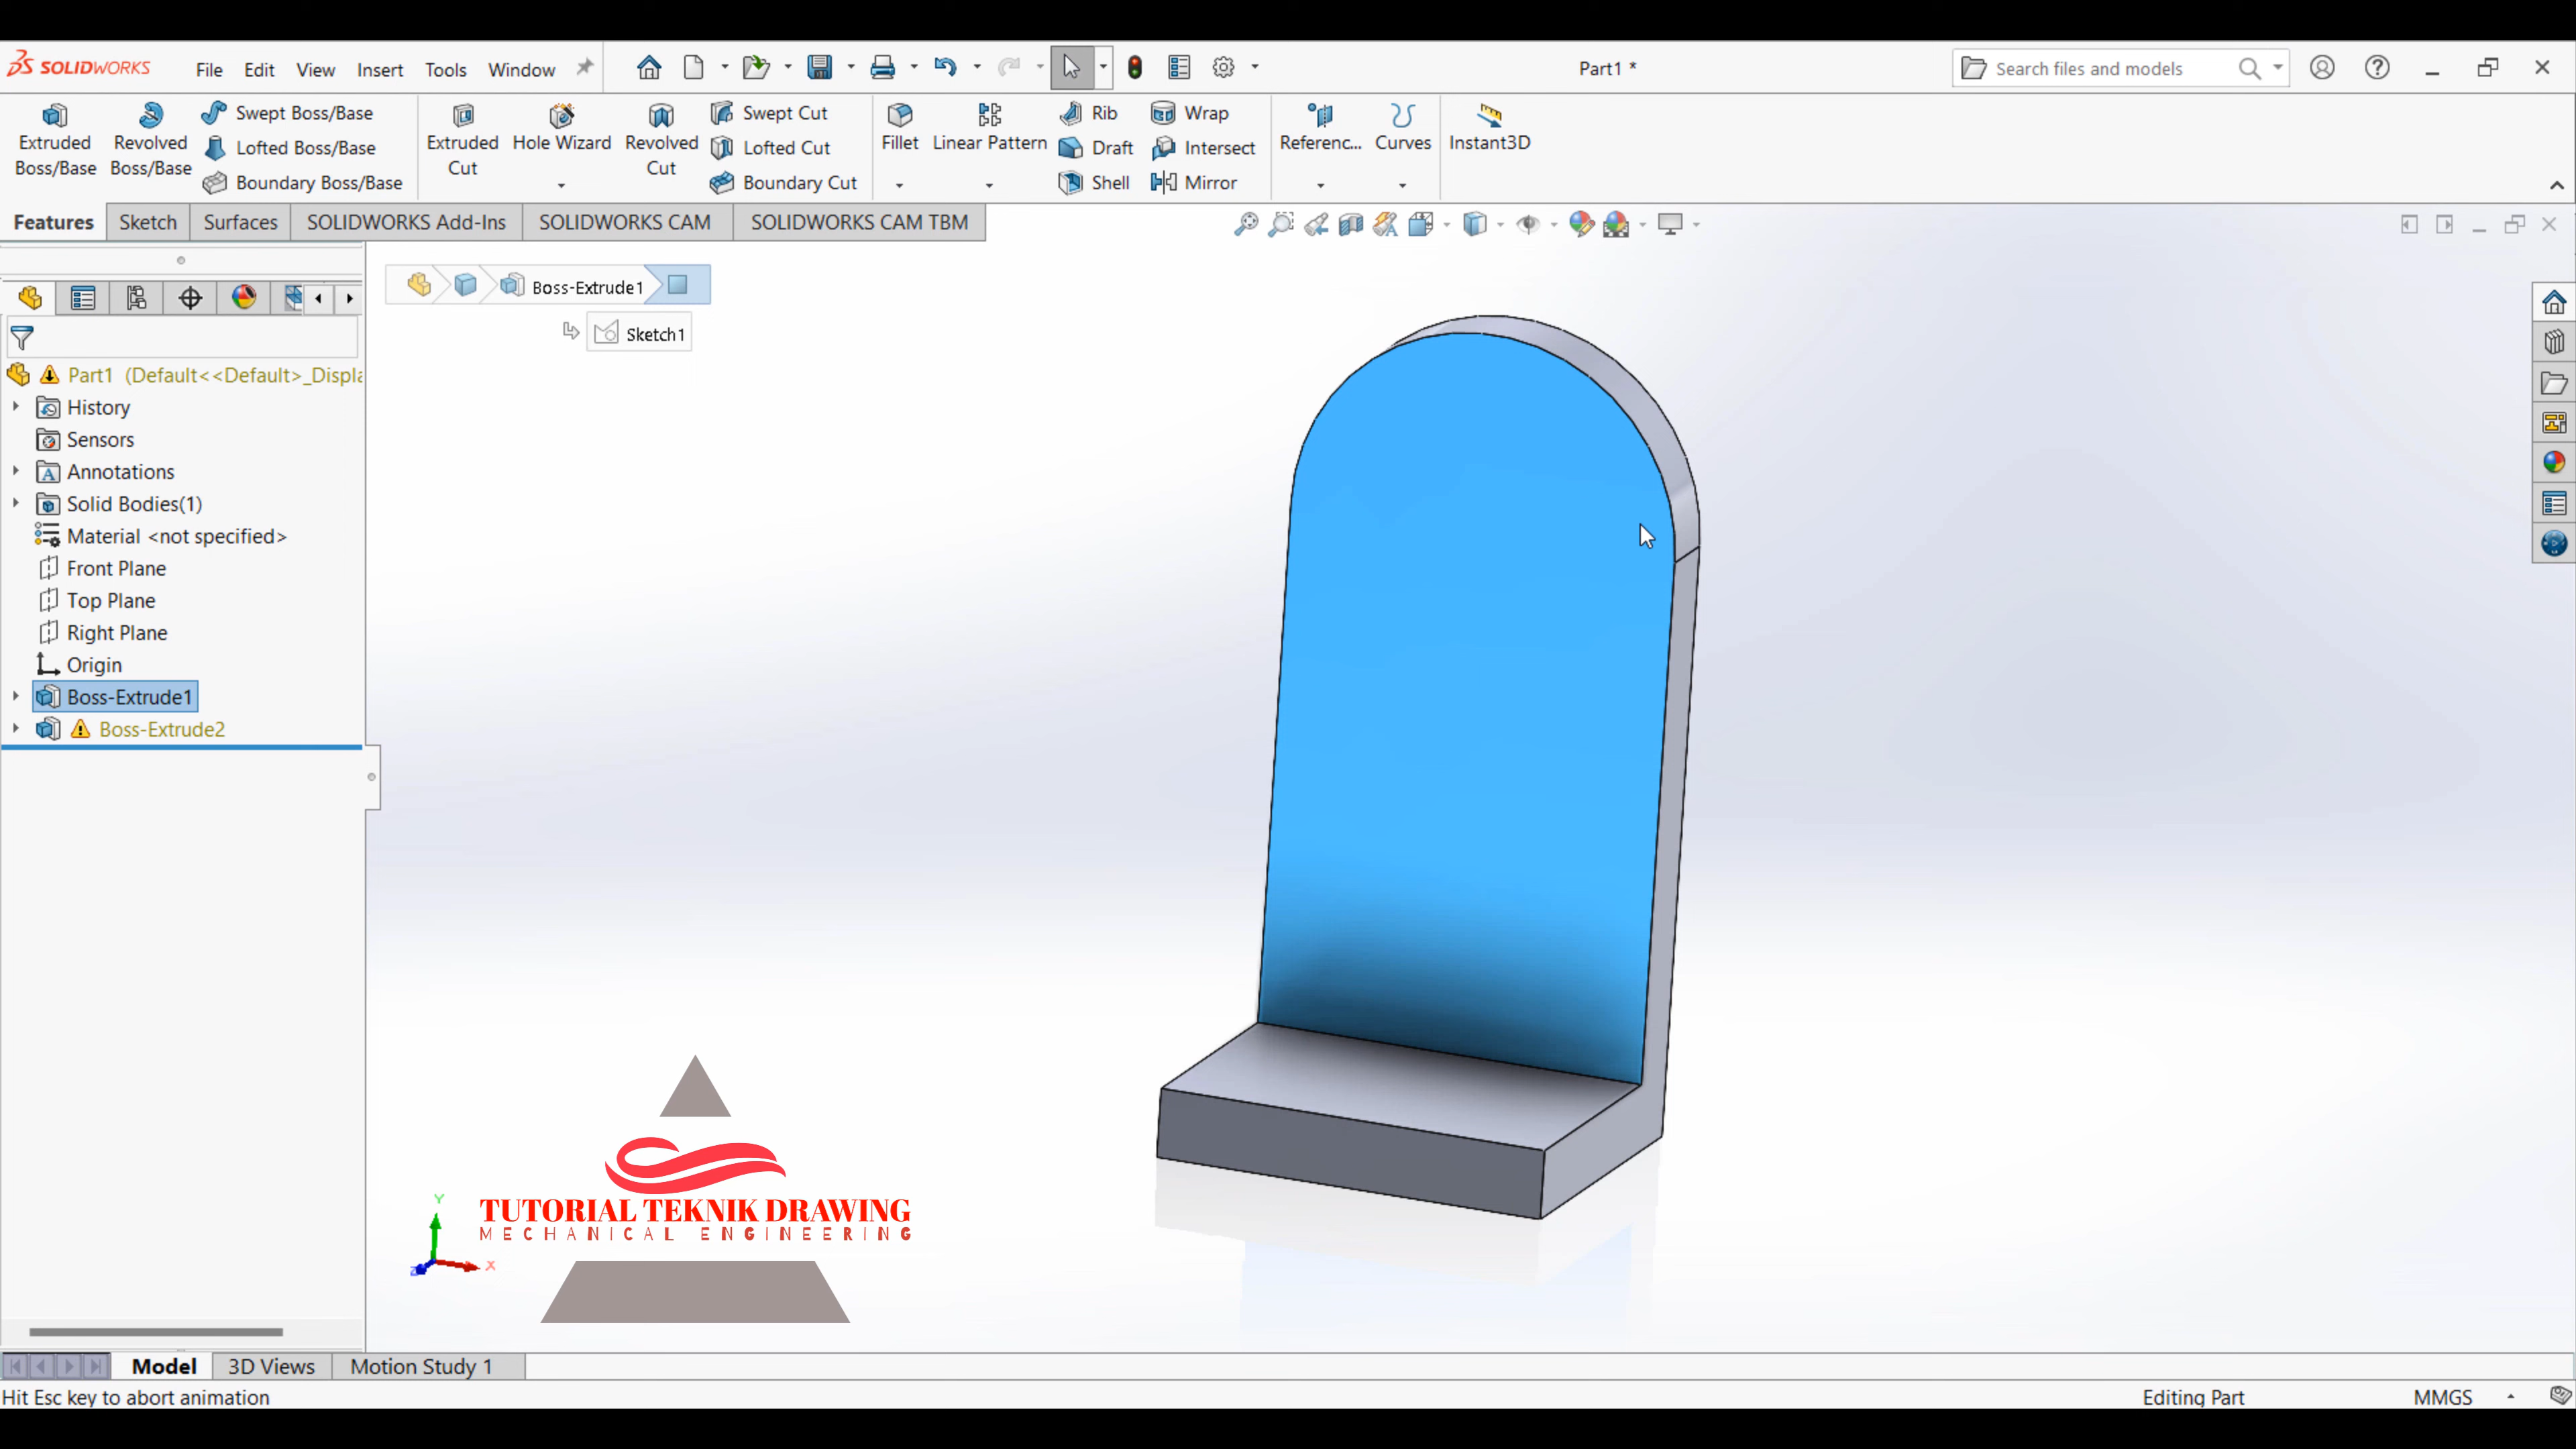 SOLIDWORKS File Edit View Insert Tools Window Part1 * Search files and models
Extruded Boss/Base
Revolved Boss/Base
Swept Boss/Base
Lofted Boss/Base
Boundary Boss/Base
Extruded Cut
Hole Wizard
Revolved Cut
Swept Cut
Lofted Cut
Boundary Cut
Fillet
Linear Pattern
Rib
Draft
Shell
Wrap
Intersect
Mirror
Referenc...
Curves
Instant3D
Features Sketch Surfaces SOLIDWORKS Add-Ins SOLIDWORKS CAM SOLIDWORKS CAM TBM
Boss-Extrude1
Sketch1
Part1 (Default<<Default>_Displa
History
Sensors
Annotations
Solid Bodies(1)
Material <not specified>
Front Plane
Top Plane
Right Plane
Origin
Boss-Extrude1
Boss-Extrude2
Y
X
Z
TUTORIAL TEKNIK DRAWING
MECHANICAL ENGINEERING
Model 3D Views Motion Study 1
Hit Esc key to abort animation Editing Part MMGS